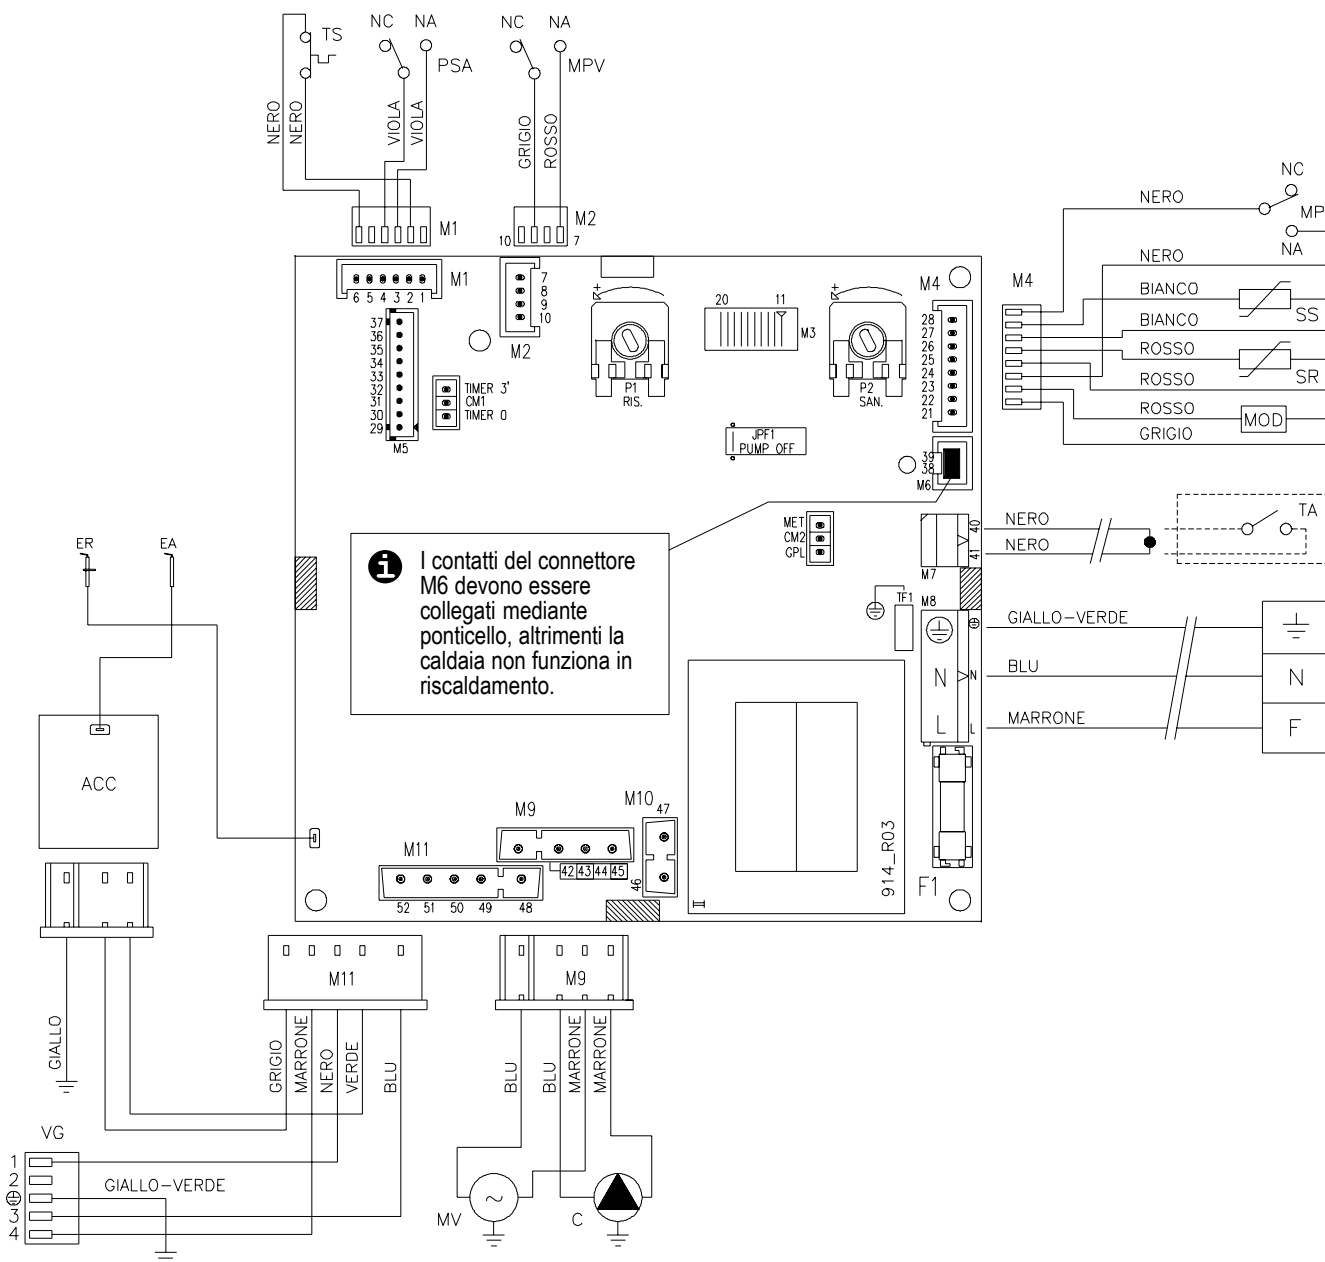 TS
NC NA
PSA
NC NA
MPV
NERO
NERO
VIOLA
VIOLA
GRIGIO
ROSSO
M1
10 7
M2
M1
6 5 4 3 2 1
7
8
9
10
M2
37
36
35
34
33
32
31
30
29
M5
TIMER 3'
CM1
TIMER 0
+
P1
RIS.
20 11
M3
+
P2
SAN.
JPF1
PUMP OFF
M4
28
27
26
25
24
23
22
21
39
38
M6
M4
NERO
NC
MP
NA
NERO
BIANCO
SS
BIANCO
ROSSO
SR
ROSSO
ROSSO
MOD
GRIGIO
MET
CM2
GPL
40
41
M7
NERO
NERO
TA
i I contatti del connettore
M6 devono essere
collegati mediante
ponticello, altrimenti la
caldaia non funziona in
riscaldamento.
TF1
M8
N
L
N
L
GIALLO-VERDE
BLU
N
MARRONE
F
ER EA
ACC
914_R03
F1
M9
42 43 44 45
M10
47
46
M11
52 51 50 49 48
M11
M9
GIALLO
GRIGIO
MARRONE
NERO
VERDE
BLU
BLU
BLU
MARRONE
MARRONE
VG
1
2
3
4
GIALLO-VERDE
MV
~
C